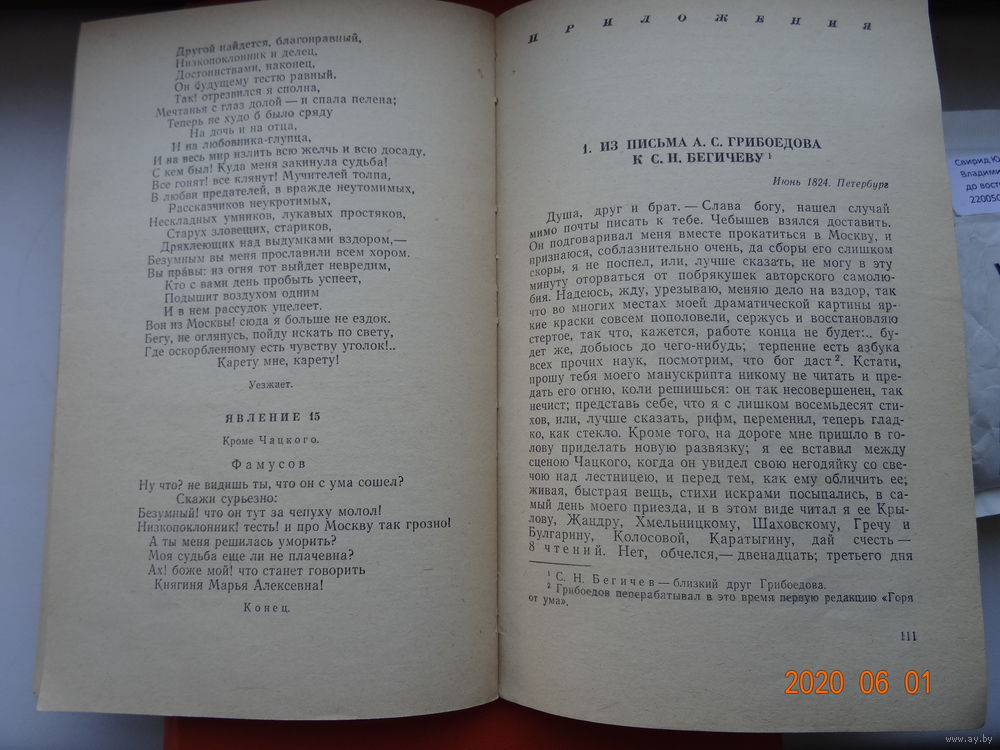 Другой найдется, благонравный,
Низкопоклонник и делец,
Достоинствами, наконец,
Он будущему тестю равный.
Так! отрезвился я сполна,
Мечтанья с глаз долой — и спала пелена;
Теперь не худо б было сряду
На дочь и на отца,
И на любовника-глупца,
И на весь мир излить всю желчь и всю досаду.
С кем был! Куда меня закинула судьба!
Все гонят! все клянут! Мучителей толпа,
В любви предателей, в вражде неутомимых,
Рассказчиков неукротимых,
Нескладных умников, лукавых простяков,
Старух зловещих, стариков,
Дряхлеющих над выдумками вздором,—
Безумным вы меня прославили всем хором.
Вы пра́вы: из огня тот выйдет невредим,
Кто с вами день пробыть успеет,
Подышит воздухом одним
И в нем рассудок уцелеет.
Вон из Москвы! сюда я больше не ездок.
Бегу, не оглянусь, пойду искать по свету,
Где оскорбленному есть чувству уголок!..
Карету мне, карету!
Уезжает.
ЯВЛЕНИЕ 15
Кроме Чацкого.
Фамусов
Ну что? не видишь ты, что он с ума сошел?
Скажи сурьезно:
Безумный! что он тут за чепуху молол!
Низкопоклонник! тесть! и про Москву так грозно!
А ты меня решилась уморить?
Моя судьба еще ли не плачевна?
Ах! боже мой! что станет говорить
Княгиня Марья Алексевна!
Конец.
ПРИЛОЖЕНИЯ
1. ИЗ ПИСЬМА А. С. ГРИБОЕДОВА
К С. Н. БЕГИЧЕВУ ¹
Июнь 1824. Петербург
Душа, друг и брат.— Слава богу, нашел случай
мимо почты писать к тебе. Чебышев взялся доставить.
Он подговаривал меня вместе прокатиться в Москву, и
признаюся, соблазнительно очень, да сборы его слишком
скоры, я не поспел, или, лучше сказать, не могу в эту
минуту оторваться от побрякушек авторского самолю-
бия. Надеюсь, жду, урезываю, меняю дело на вздор, так
что во многих местах моей драматической картины яр-
кие краски совсем пополовели, сержусь и восстановляю
стертое, так что, кажется, работе конца не будет:.. бу-
дет же, добьюсь до чего-нибудь; терпение есть азбука
всех прочих наук, посмотрим, что бог даст ². Кстати,
прошу тебя моего манускрипта никому не читать и пре-
дать его огню, коли решишься: он так несовершенен, так
нечист; представь себе, что я с лишком восемьдесят сти-
хов, или, лучше сказать, рифм, переменил, теперь глад-
ко, как стекло. Кроме того, на дороге мне пришло в го-
лову приделать новую развязку; я ее вставил между
сценою Чацкого, когда он увидел свою негодяйку со све-
чою над лестницею, и перед тем, как ему обличить ее;
живая, быстрая вещь, стихи искрами посыпались, в са-
мый день моего приезда, и в этом виде читал я ее Кры-
лову, Жандру, Хмельницкому, Шаховскому, Гречу и
Булгарину, Колосовой, Каратыгину, дай счесть —
8 чтений. Нет, обчелся,— двенадцать; третьего дня
¹ С. Н. Бегичев — близкий друг Грибоедова.
² Грибоедов пеперабатывал в это время первую редакцию «Горя
от ума».
111
Свирид Ю
Владими
до вост
22005
2020 06 01
www.ay.by